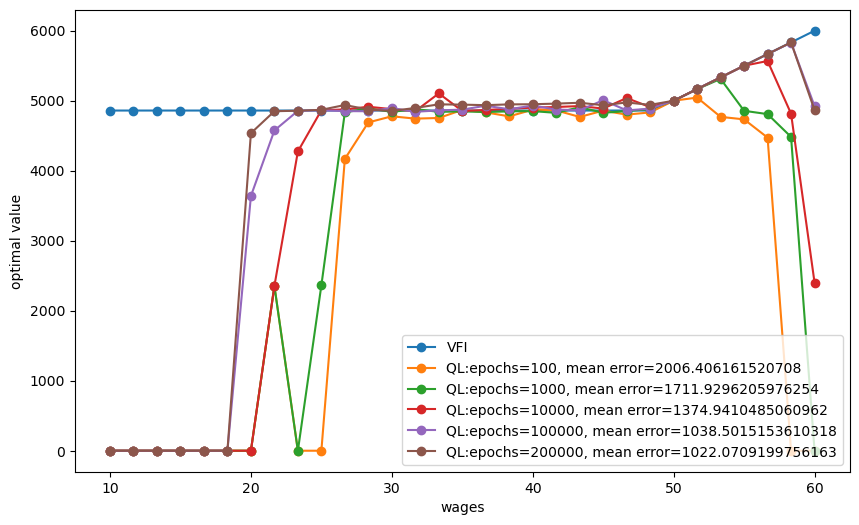 6000
5000
4000
3000
2000
1000
0
optimal value
10
20
30
40
50
60
wages
VFI
QL:epochs=100, mean error=2006.406161520708
QL:epochs=1000, mean error=1711.9296205976254
QL:epochs=10000, mean error=1374.9410485060962
QL:epochs=100000, mean error=1038.5015153610318
QL:epochs=200000, mean error=1022.0709199756163